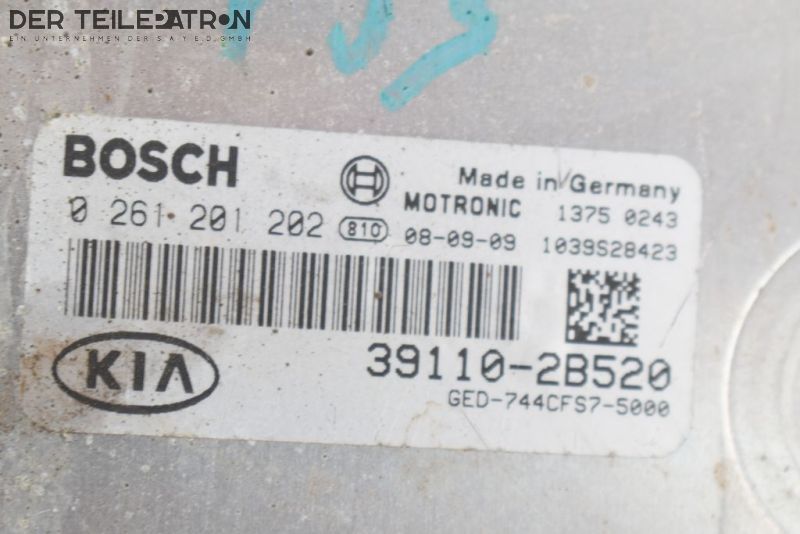 DER TEILEPATRON
EIN UNTERNEHMEN DER S A Y E D. GMBH
BOSCH
Made in Germany
0 261 201 202 810
MOTRONIC 1375 0243
08-09-09 1039S28423
KIA
39110-2B520
GED-744CFS7-5000